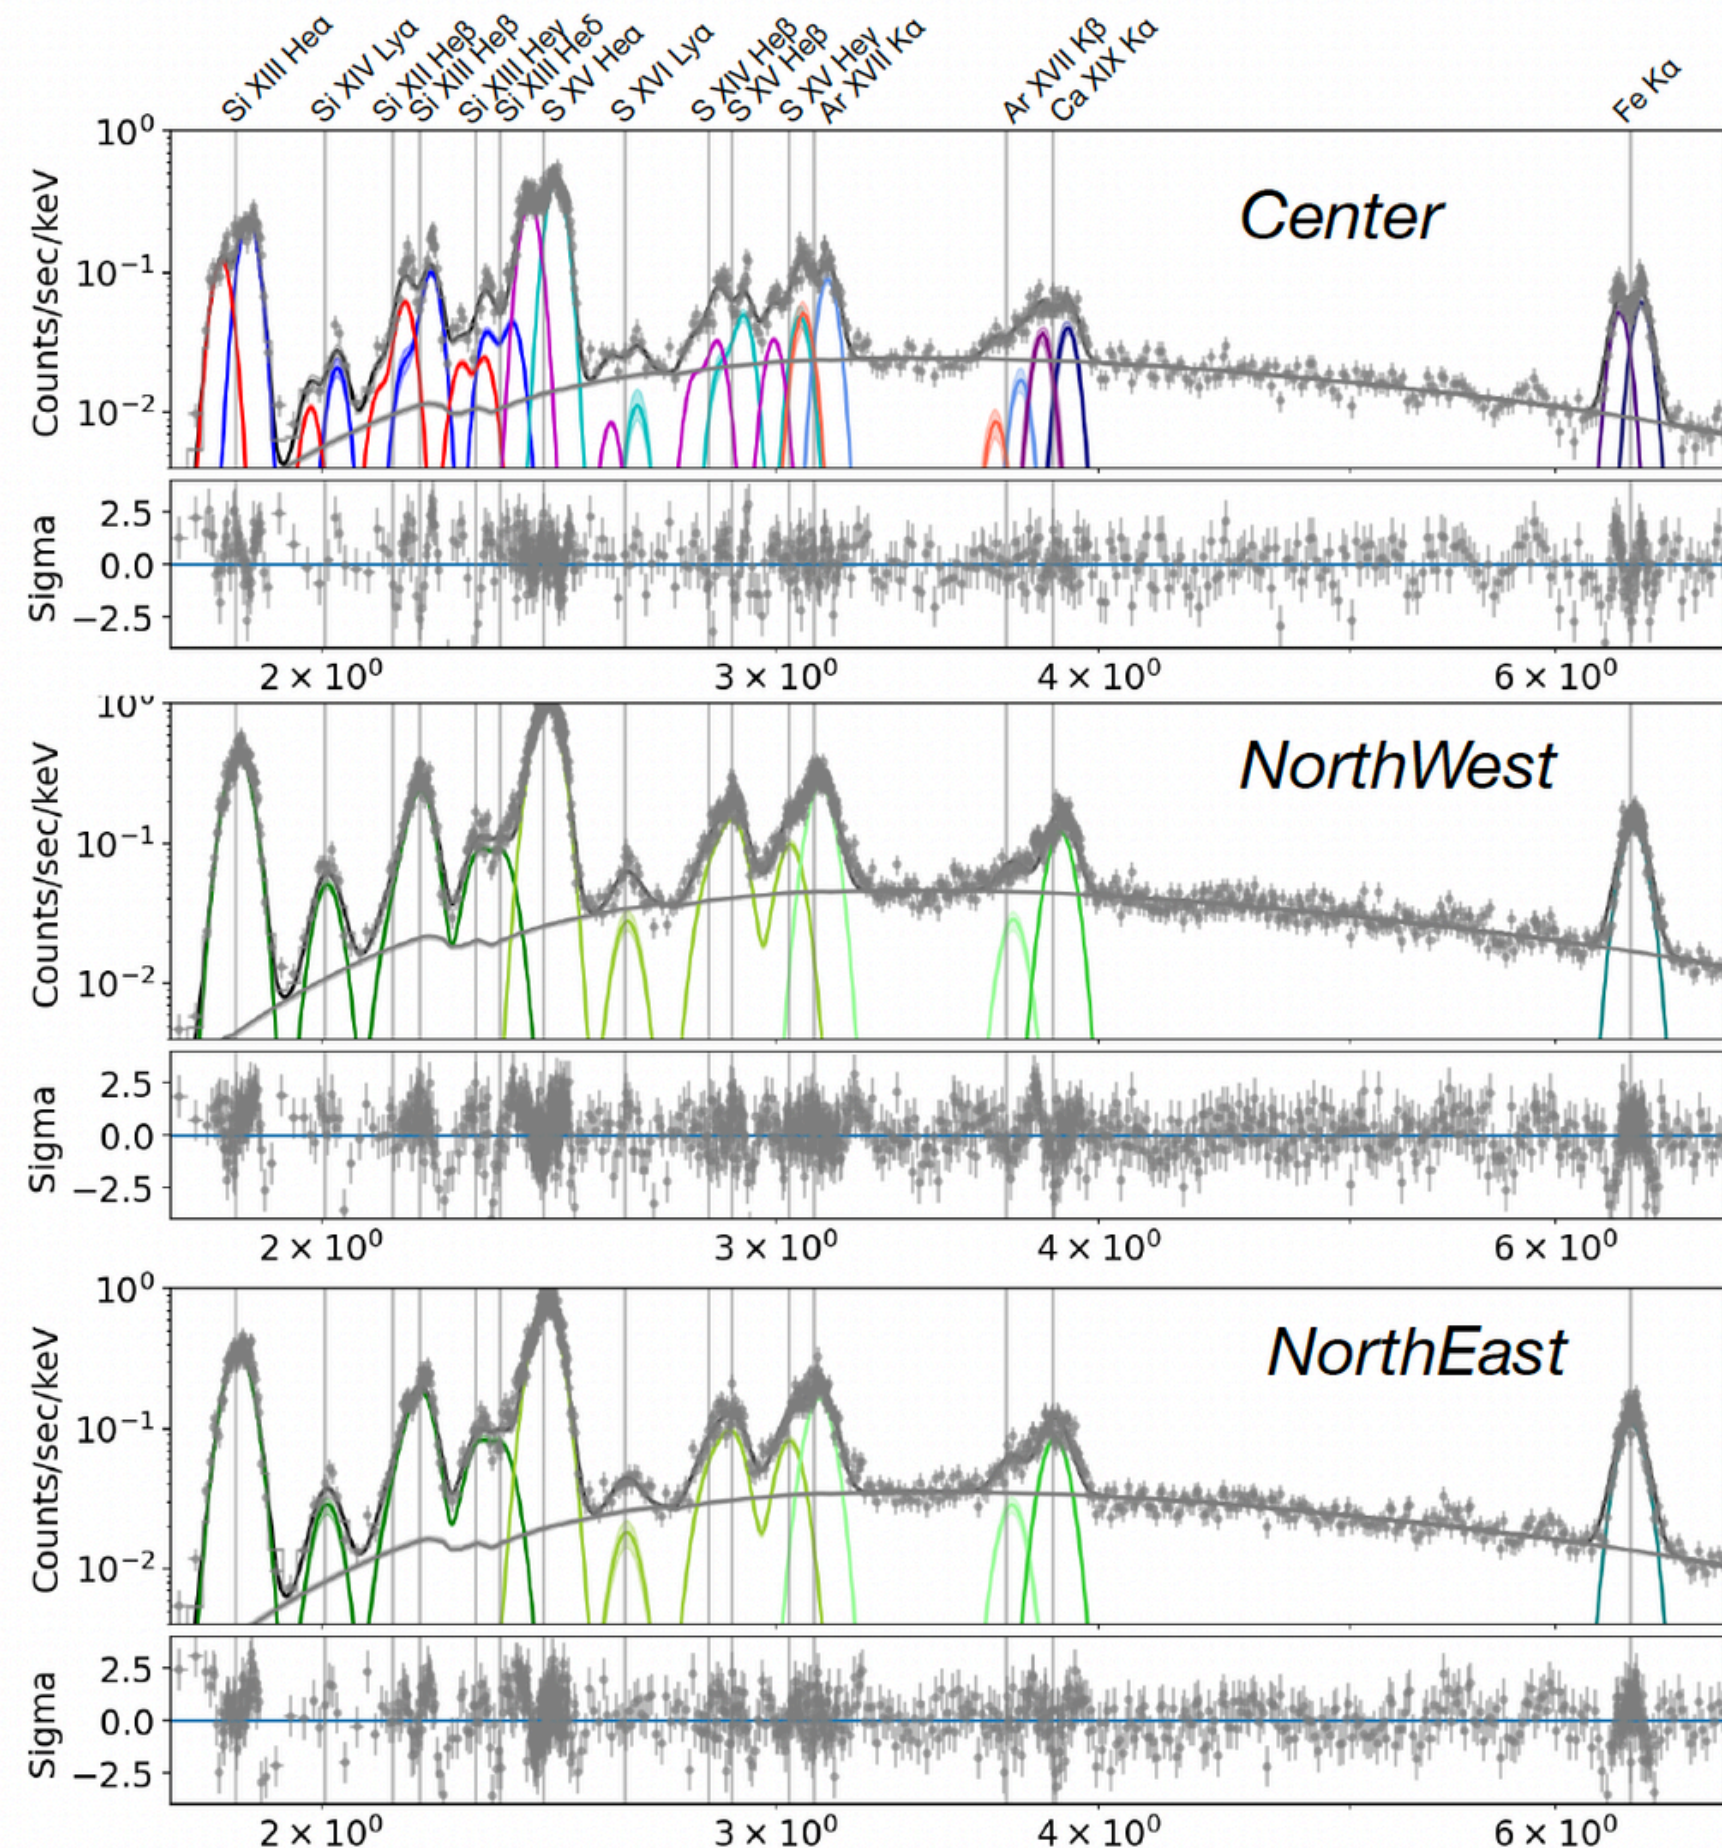 Si XIII Heα
Si XIV Lyα
Si XII Heβ
Si XIII Heβ
Si XIII Heγ
Si XIII Heδ
S XV Heα
S XVI Lyα
S XIV Heβ
S XV Heβ
S XV Heγ
Ar XVII Kα
Ar XVII Kβ
Ca XIX Kα
Fe Kα
10⁰
10⁻¹
10⁻²
Counts/sec/keV
Center
2.5
0.0
−2.5
Sigma
2 × 10⁰
3 × 10⁰
4 × 10⁰
6 × 10⁰
10⁰
10⁻¹
10⁻²
Counts/sec/keV
NorthWest
2.5
0.0
−2.5
Sigma
2 × 10⁰
3 × 10⁰
4 × 10⁰
6 × 10⁰
10⁰
10⁻¹
10⁻²
Counts/sec/keV
NorthEast
2.5
0.0
−2.5
Sigma
2 × 10⁰
3 × 10⁰
4 × 10⁰
6 × 10⁰